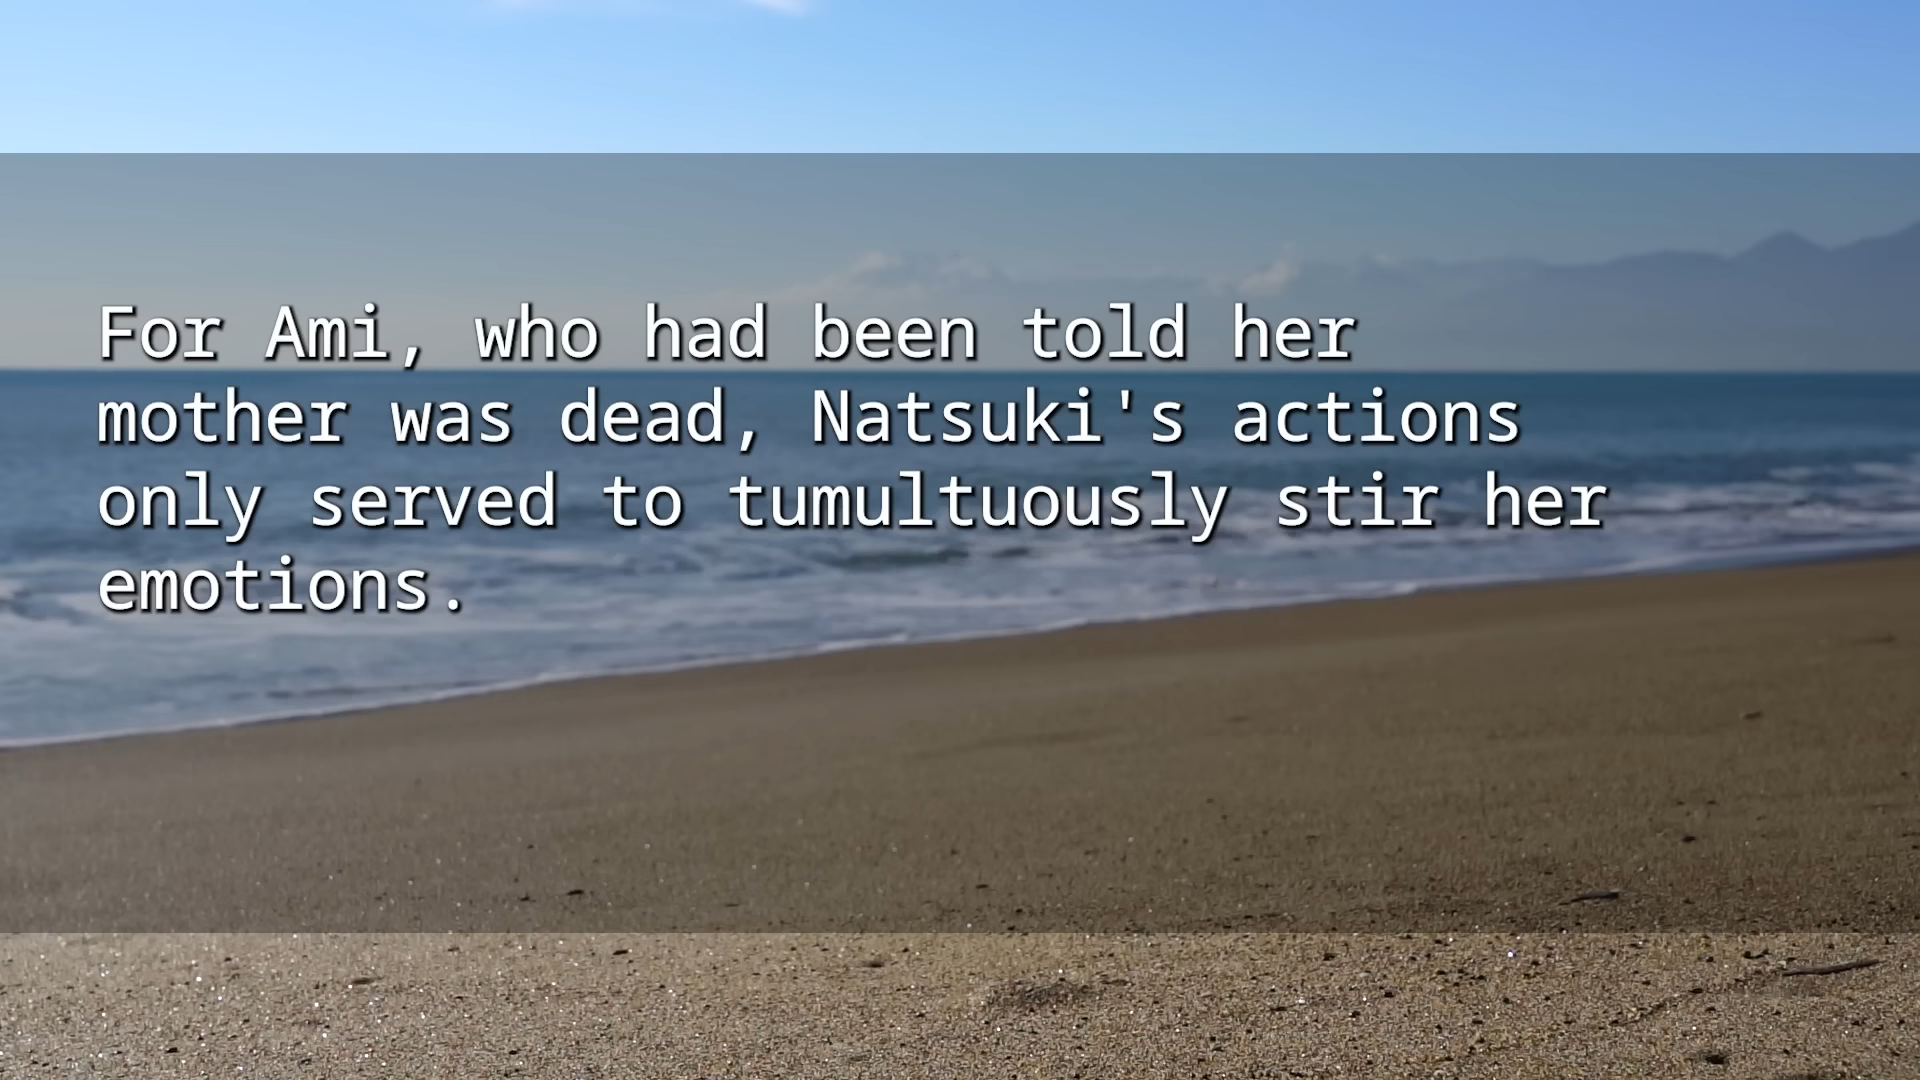 For Ami, who had been told her
mother was dead, Natsuki's actions
only served to tumultuously stir her
emotions.